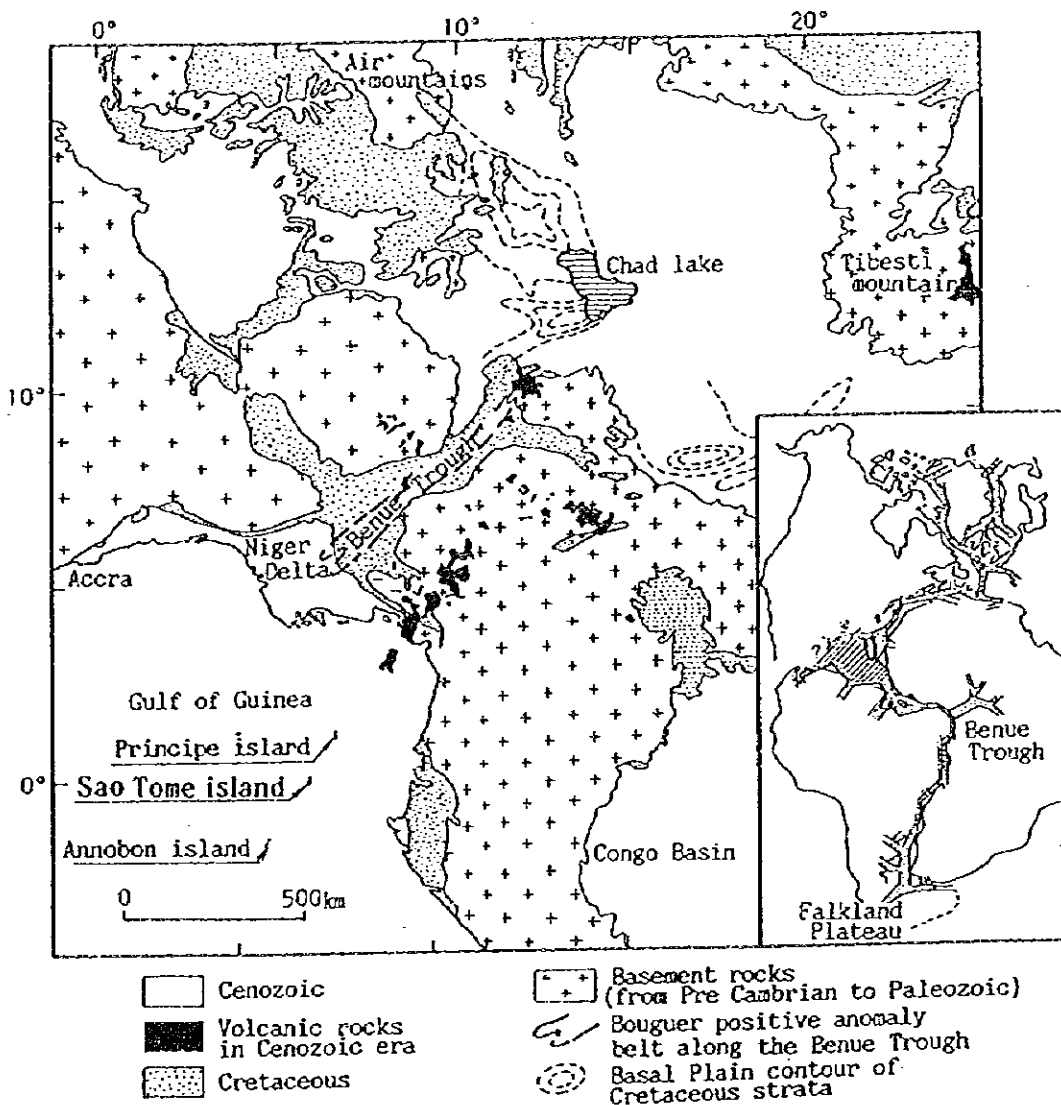 0° 10° 20°
Air
mountains
Chad lake
Tibesti
mountain
10°
Benue Trough
Niger
Delta
Accra
Gulf of Guinea
Principe islard
Sao Tome island
Annobon island
0°
0 500km
Congo Basin
Benue
Trough
Falkland
Plateau
Cenozoic
Volcanic rocks
in Cenozoic era
Cretaceous
Basement rocks
(from Pre Cambrian to Paleozoic)
Bouguer positive anomaly
belt along the Benue Trough
Basal Plain contour of
Cretaceous strata